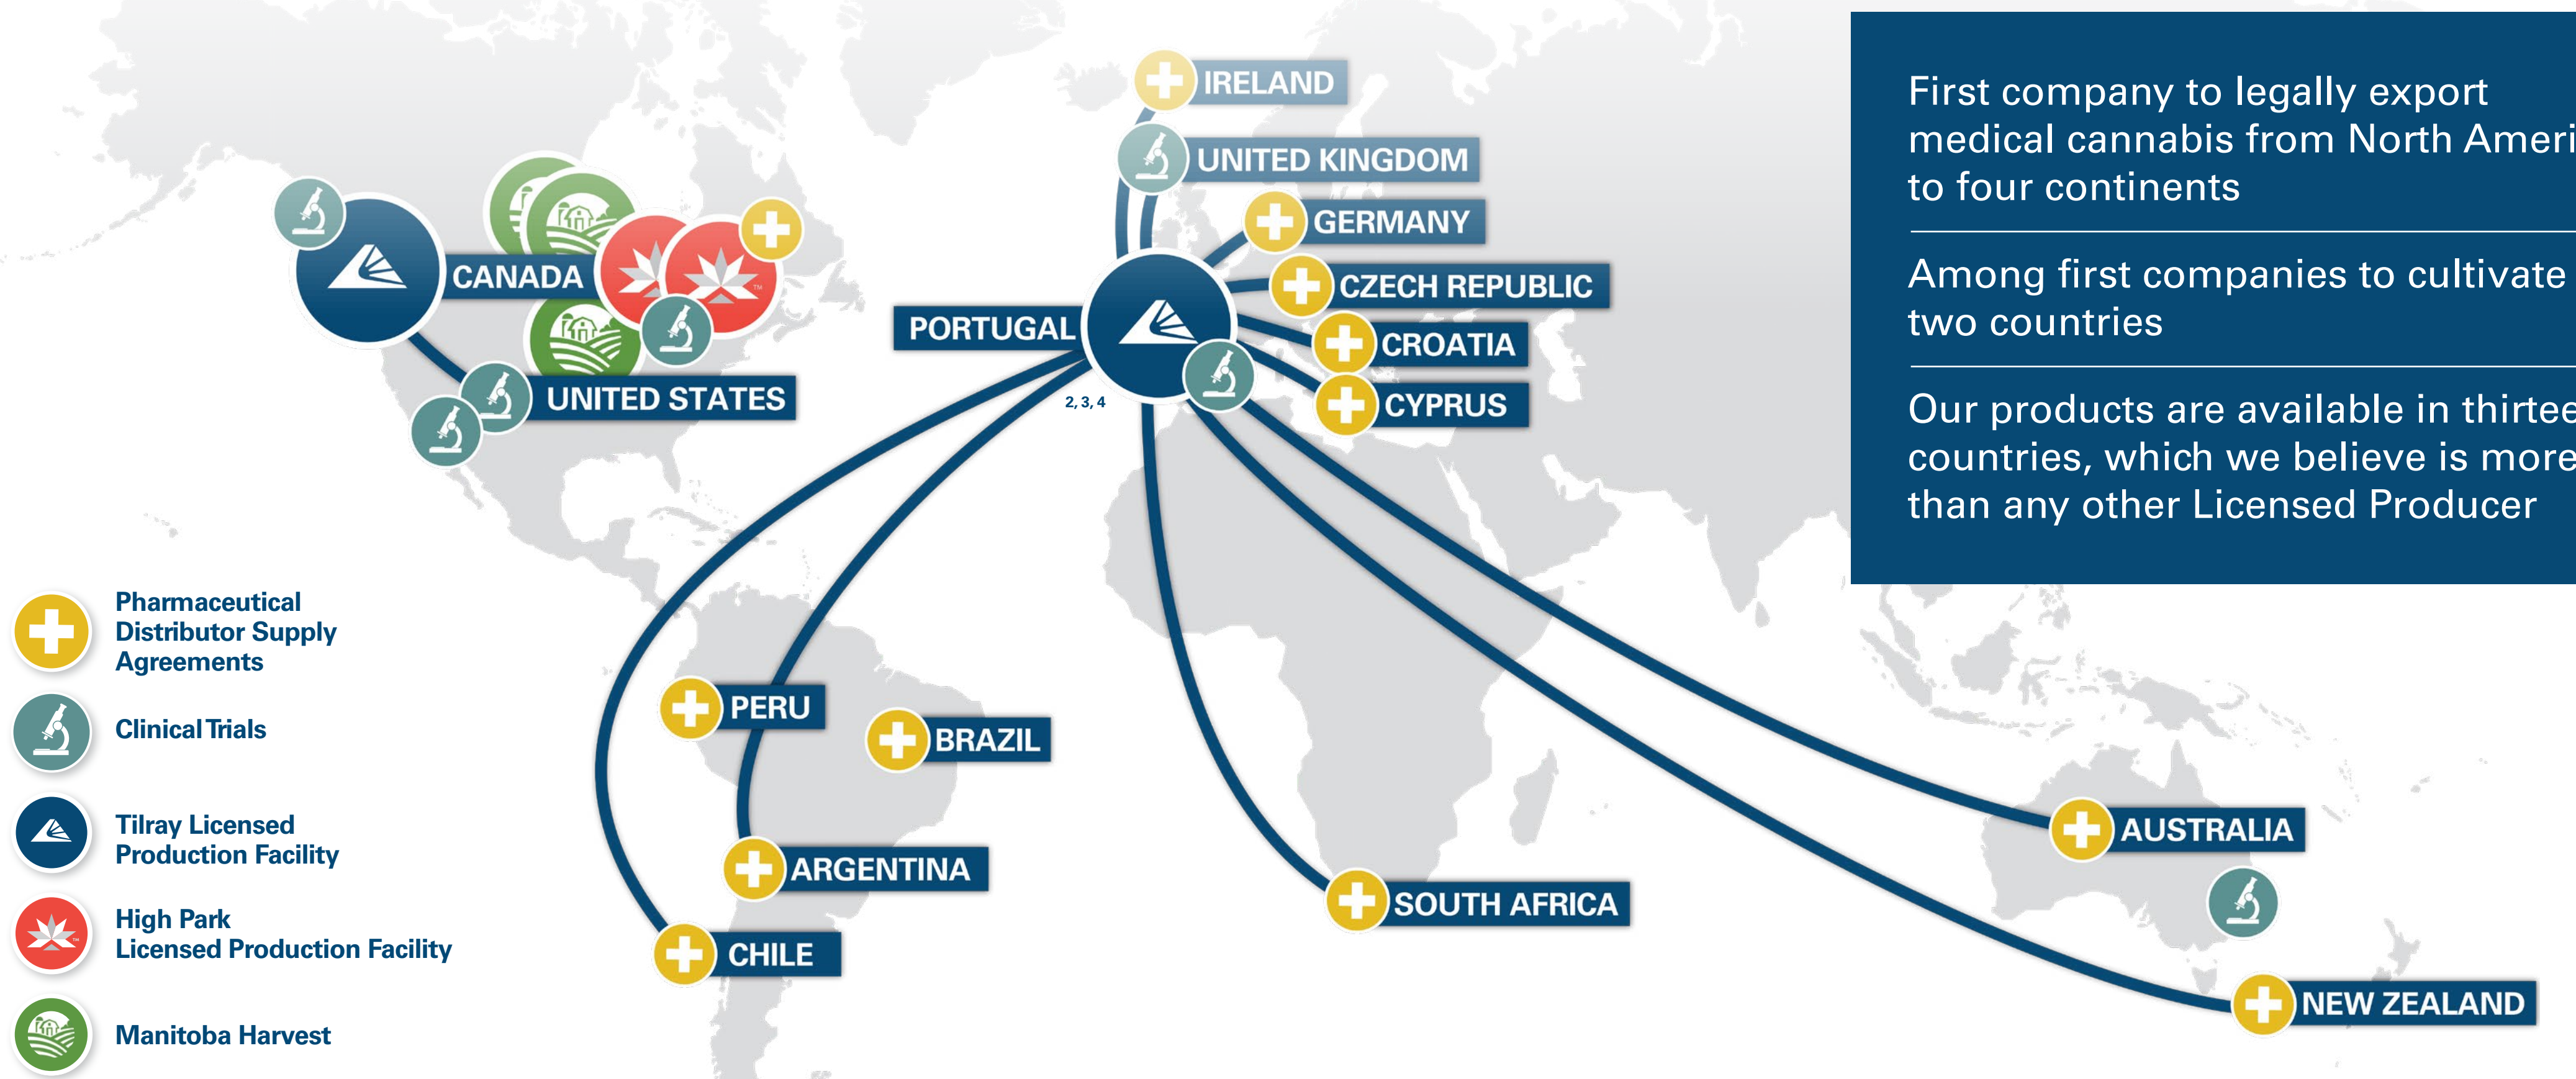 IRELAND
UNITED KINGDOM
GERMANY
CANADA
CZECH REPUBLIC
PORTUGAL
CROATIA
UNITED STATES
2, 3, 4
CYPRUS
PERU
BRAZIL
AUSTRALIA
ARGENTINA
SOUTH AFRICA
CHILE
NEW ZEALAND
First company to legally export
medical cannabis from North Ameri
to four continents
Among first companies to cultivate
two countries
Our products are available in thirtee
countries, which we believe is more
than any other Licensed Producer
Pharmaceutical
Distributor Supply
Agreements
Clinical Trials
Tilray Licensed
Production Facility
High Park
Licensed Production Facility
Manitoba Harvest